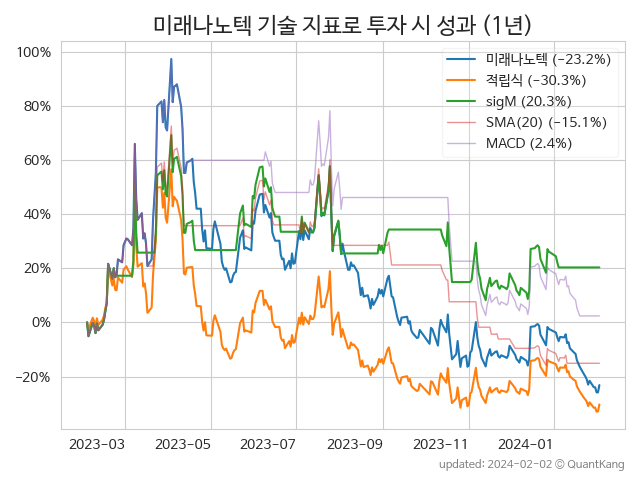 미래나노텍 기술 지표로 투자 시 성과 (1년)
100%
80%
60%
40%
20%
0%
−20%
미래나노텍 (−23.2%)
적립식 (−30.3%)
sigM (20.3%)
SMA(20) (−15.1%)
MACD (2.4%)
2023-03
2023-05
2023-07
2023-09
2023-11
2024-01
updated: 2024-02-02 © QuantKang